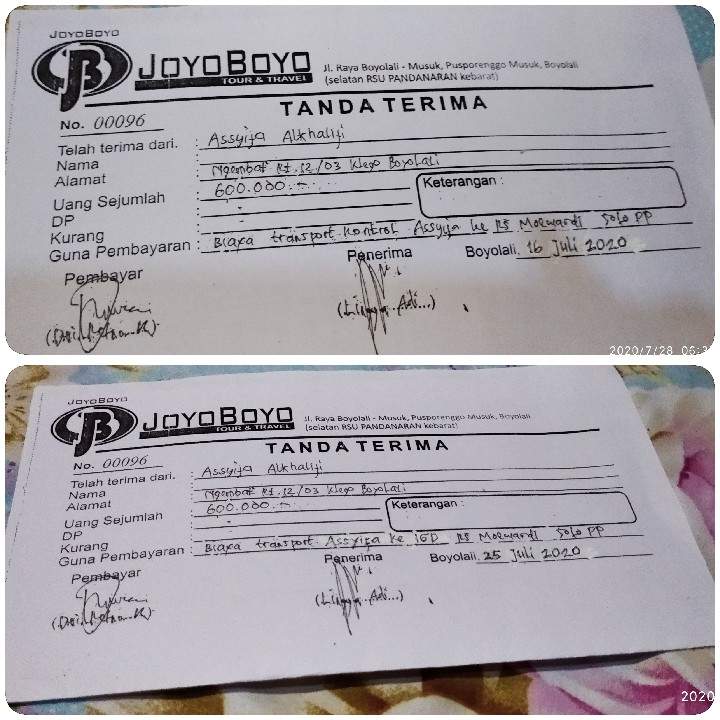 JOYOBOYO
JB JOYOBOYO
TOUR & TRAVEL
Jl. Raya Boyolali - Musuk, Pusporenggo Musuk, Boyolali
(selatan RSU PANDANARAN kebarat)
TANDA TERIMA
No. 00096
Telah terima dari. : Assyifa Alkhalifi
Nama
Alamat : Ngembat Rt. 12/03 Klego Boyolali
Uang Sejumlah : 600.000.-
Keterangan :
DP : -
Kurang : -
Guna Pembayaran : Biaya transport kontrol Assyifa ke RS Moewardi Solo PP
Pembayar
Penerima
Boyolali, 16 Juli 2020
2020/7/28 06:3
JOYOBOYO
JB JOYOBOYO
TOUR & TRAVEL
Jl. Raya Boyolali - Musuk, Pusporenggo Musuk, Boyolali
(selatan RSU PANDANARAN kebarat)
TANDA TERIMA
No. 00096
Telah terima dari. : Assyifa Alkhalifi
Nama
Alamat : Ngembat Rt. 12/03 Klego Boyolali
Uang Sejumlah : 600.000.-
Keterangan :
DP : -
Kurang
Guna Pembayaran : Biaya transport Assyifa ke IGD RS Moewardi Solo PP
Pembayar
Penerima
Boyolali, 25 Juli 2020
2020